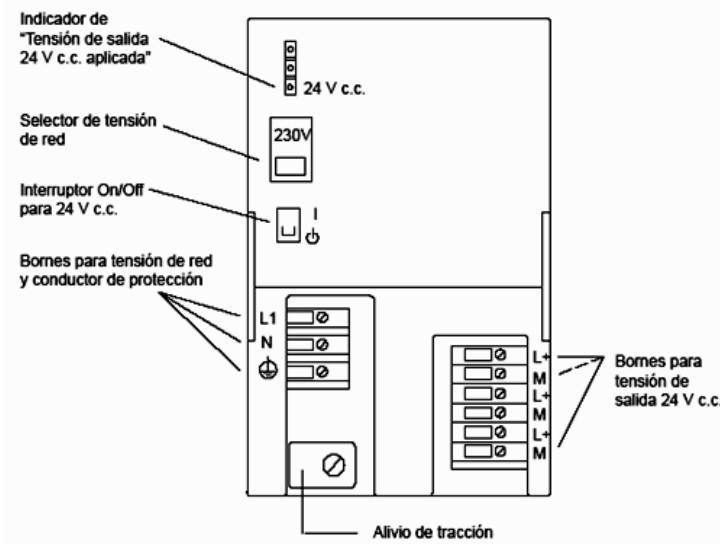 Indicador de
“Tensión de salida
24 V c.c. aplicada”
24 V c.c.
Selector de tensión
de red
230V
Interruptor On/Off
para 24 V c.c.
I
Bornes para tensión de red
y conductor de protección
L1
N
L+
M
L+
M
L+
M
Bornes para
tensión de
salida 24 V c.c.
Alivio de tracción